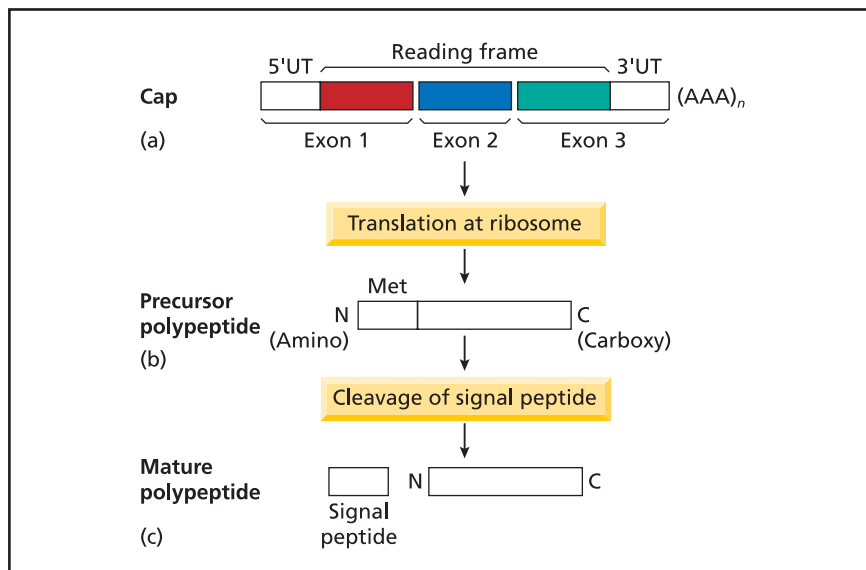 Reading frame
5'UT
3'UT
Cap
(AAA)n
(a)
Exon 1
Exon 2
Exon 3
Translation at ribosome
Met
Precursor
polypeptide
N
C
(Amino)
(Carboxy)
(b)
Cleavage of signal peptide
Mature
polypeptide
N
C
Signal
peptide
(c)